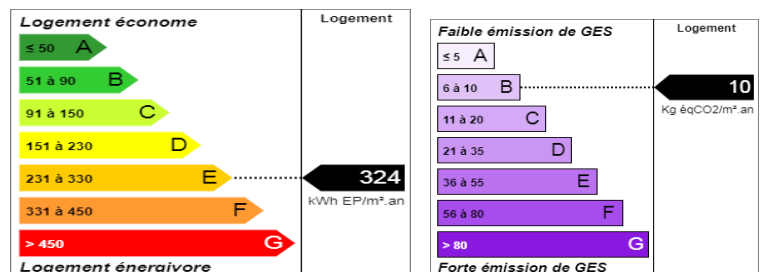 Logement économe
Logement
≤ 50 A
51 à 90 B
91 à 150 C
151 à 230 D
231 à 330 E
324
kWh EP/m².an
331 à 450 F
> 450 G
Logement énergivore
Faible émission de GES
Logement
≤ 5 A
6 à 10 B
10
Kg éqCO2/m².an
11 à 20 C
21 à 35 D
36 à 55 E
56 à 80 F
> 80 G
Forte émission de GES